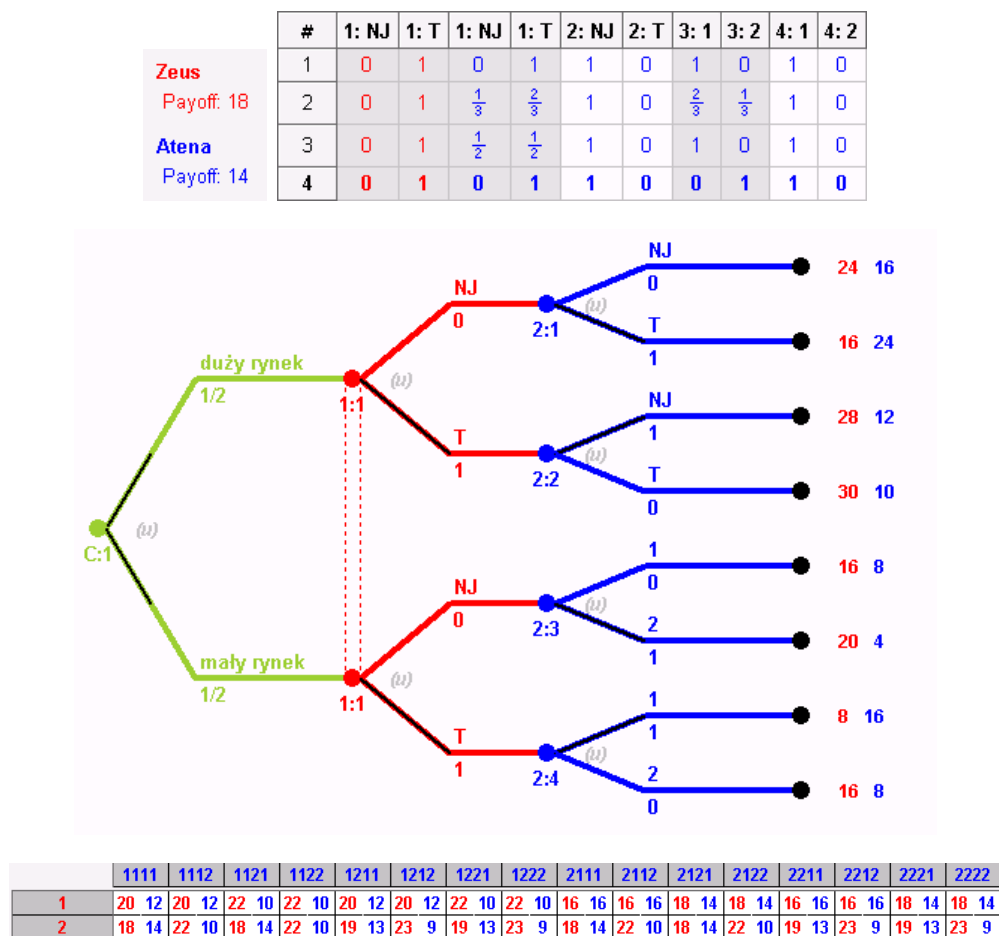 # 1: NJ 1: T 1: NJ 1: T 2: NJ 2: T 3: 1 3: 2 4: 1 4: 2
Zeus
Payoff: 18
Atena
Payoff: 14
1 0 1 0 1 1 0 1 0 1 0
2 0 1 1/3 2/3 1 0 2/3 1/3 1 0
3 0 1 1/2 1/2 1 0 1 0 1 0
4 0 1 0 1 1 0 0 1 1 0
NJ
0
24 16
NJ
0
2:1
(u)
T
1
16 24
duży rynek
1/2
1:1
(u)
NJ
1
28 12
T
1
2:2
(u)
T
0
30 10
C:1
(u)
1
0
16 8
NJ
0
2:3
(u)
2
1
20 4
mały rynek
1/2
1:1
(u)
1
1
8 16
T
1
2:4
(u)
2
0
16 8
1111 1112 1121 1122 1211 1212 1221 1222 2111 2112 2121 2122 2211 2212 2221 2222
1 20 12 20 12 22 10 22 10 20 12 20 12 22 10 22 10 16 16 16 16 18 14 18 14 16 16 16 16 18 14 18 14
2 18 14 22 10 18 14 22 10 19 13 23 9 19 13 23 9 18 14 22 10 18 14 22 10 19 13 23 9 19 13 23 9